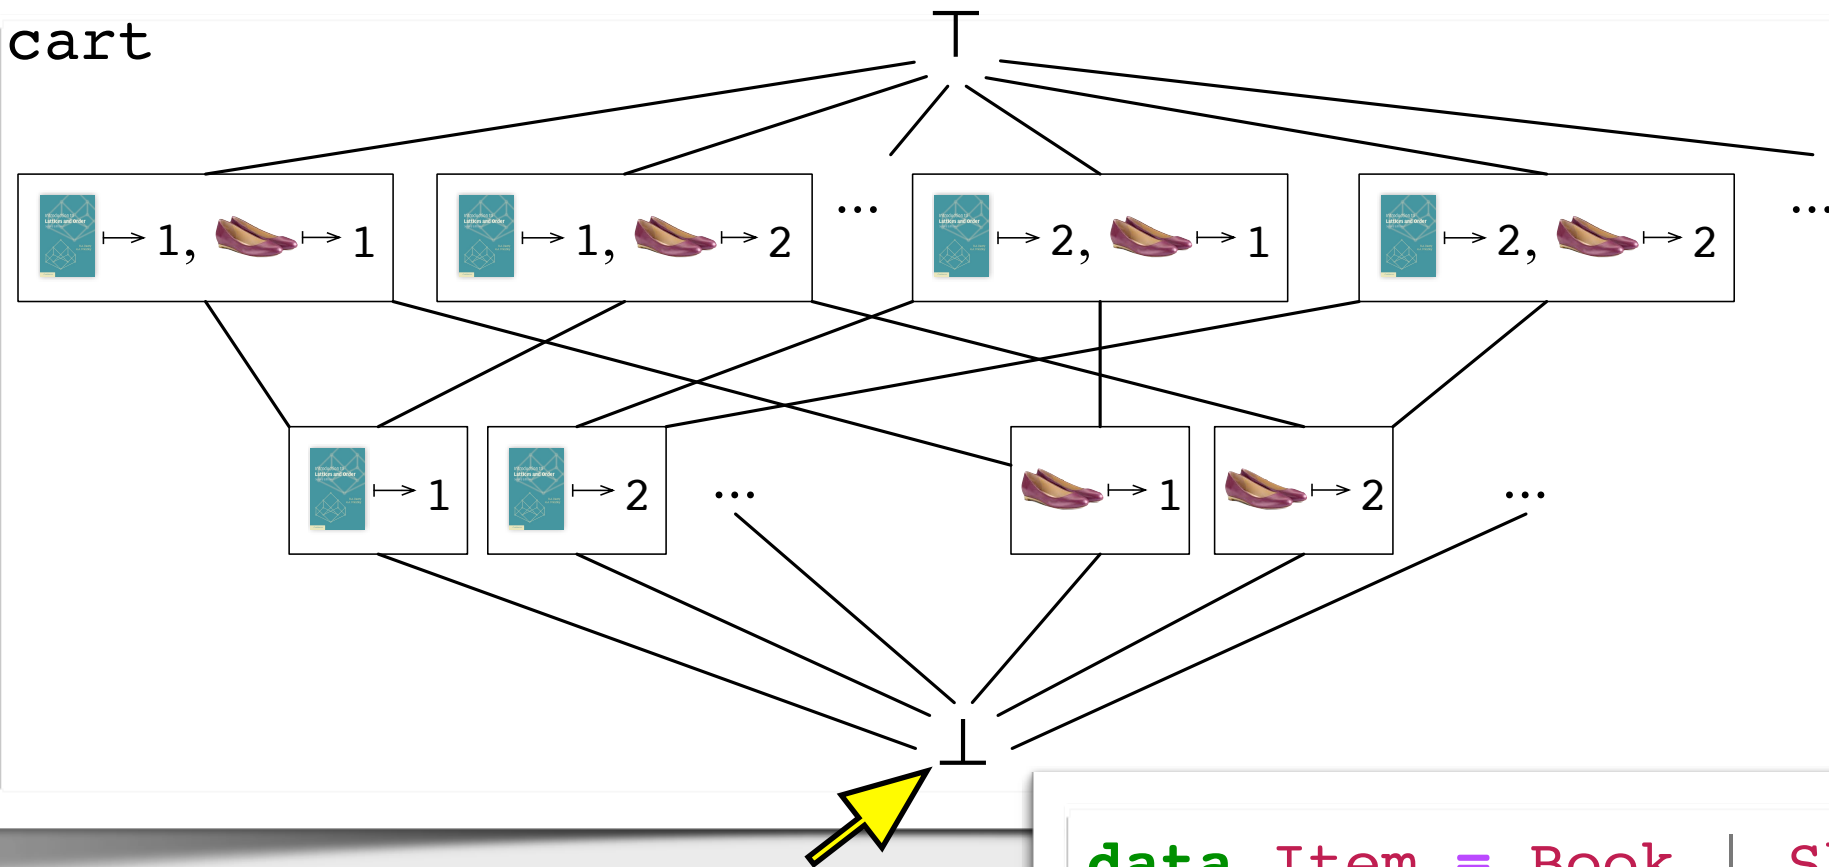 cart
⊤
↦ 1, ↦ 1
↦ 1, ↦ 2
...
↦ 2, ↦ 1
↦ 2, ↦ 2
...
↦ 1
↦ 2
...
↦ 1
↦ 2
...
⊥
data Item = Book |